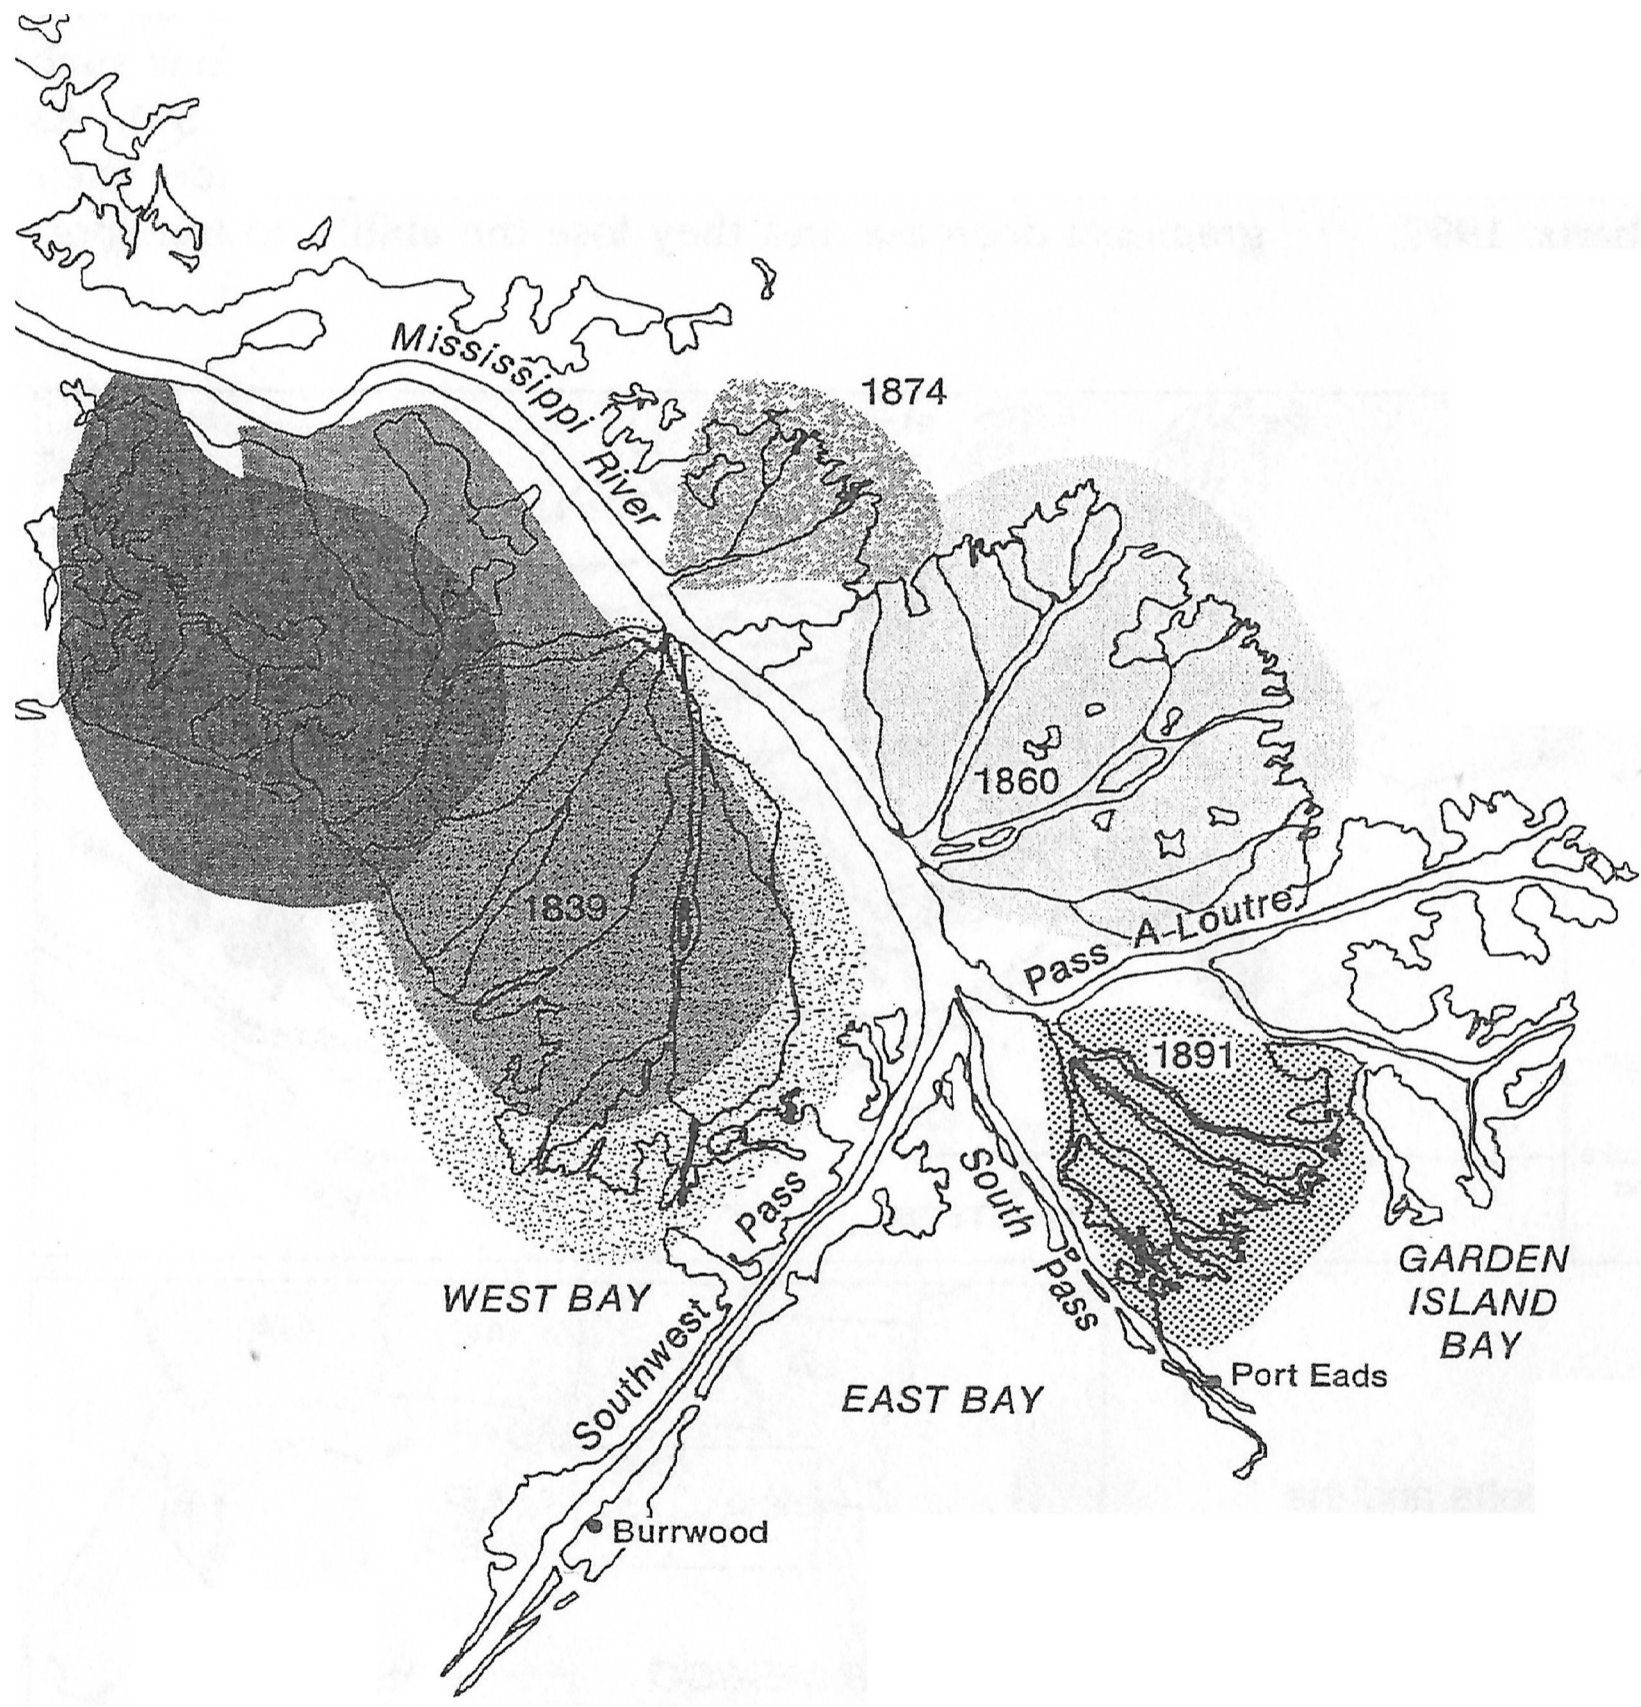 Mississippi
River
1874
1860
1839
Pass A-Loutre
1891
South
Pass
Southwest Pass
WEST BAY
GARDEN
ISLAND
BAY
Port Eads
EAST BAY
Burrwood